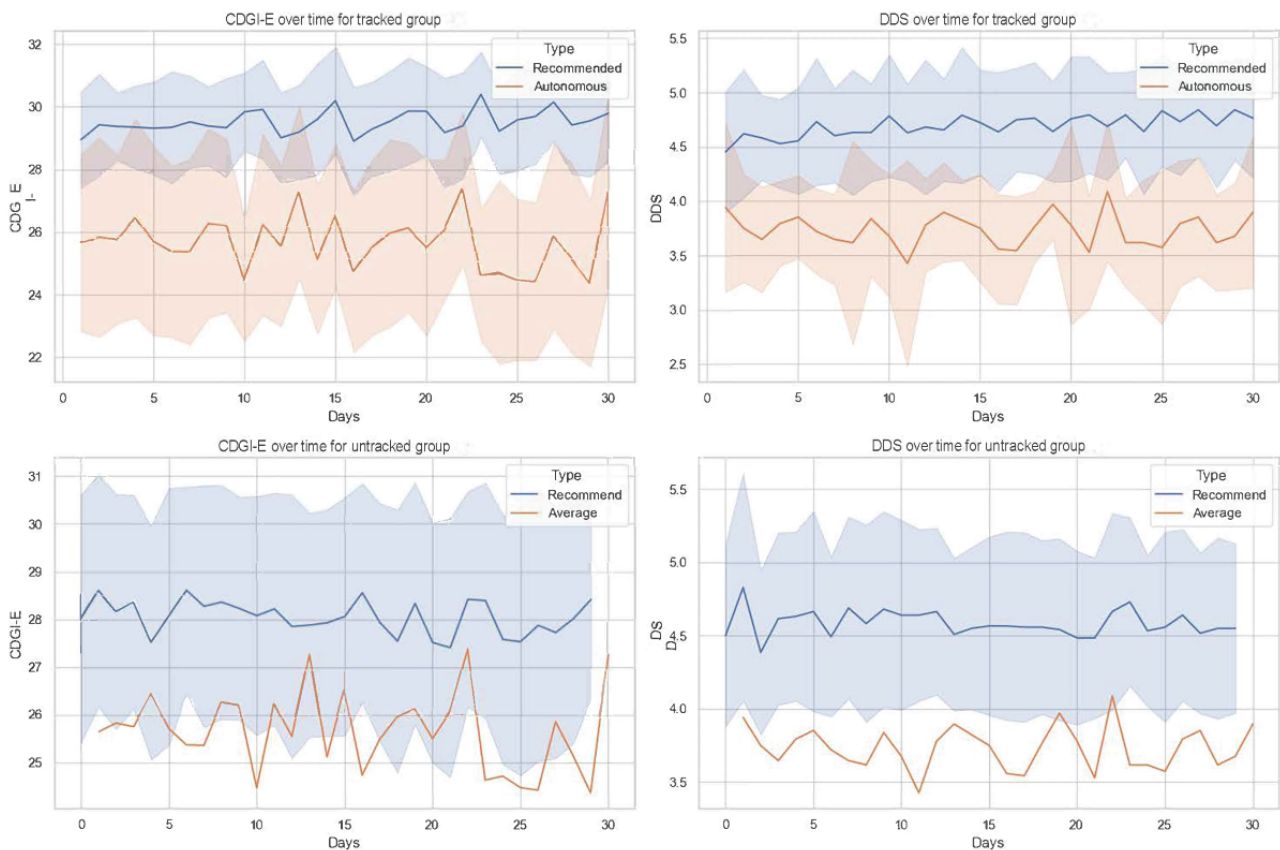 CDGI-E over time for tracked group
32
30
28
26
24
22
CDG I- E
0 5 10 15 20 25 30
Days
Type
Recommended
Autonomous
DDS over time for tracked group
5.5
5.0
4.5
4.0
3.5
3.0
2.5
DDS
0 5 10 15 20 25 30
Days
Type
Recommended
Autonomous
CDGI-E over time for untracked group
31
30
29
28
27
26
25
CDGI-E
0 5 10 15 20 25 30
Days
Type
Recommend
Average
DDS over time for untracked group
5.5
5.0
4.5
4.0
3.5
D DS
0 5 10 15 20 25 30
Days
Type
Recommend
Average